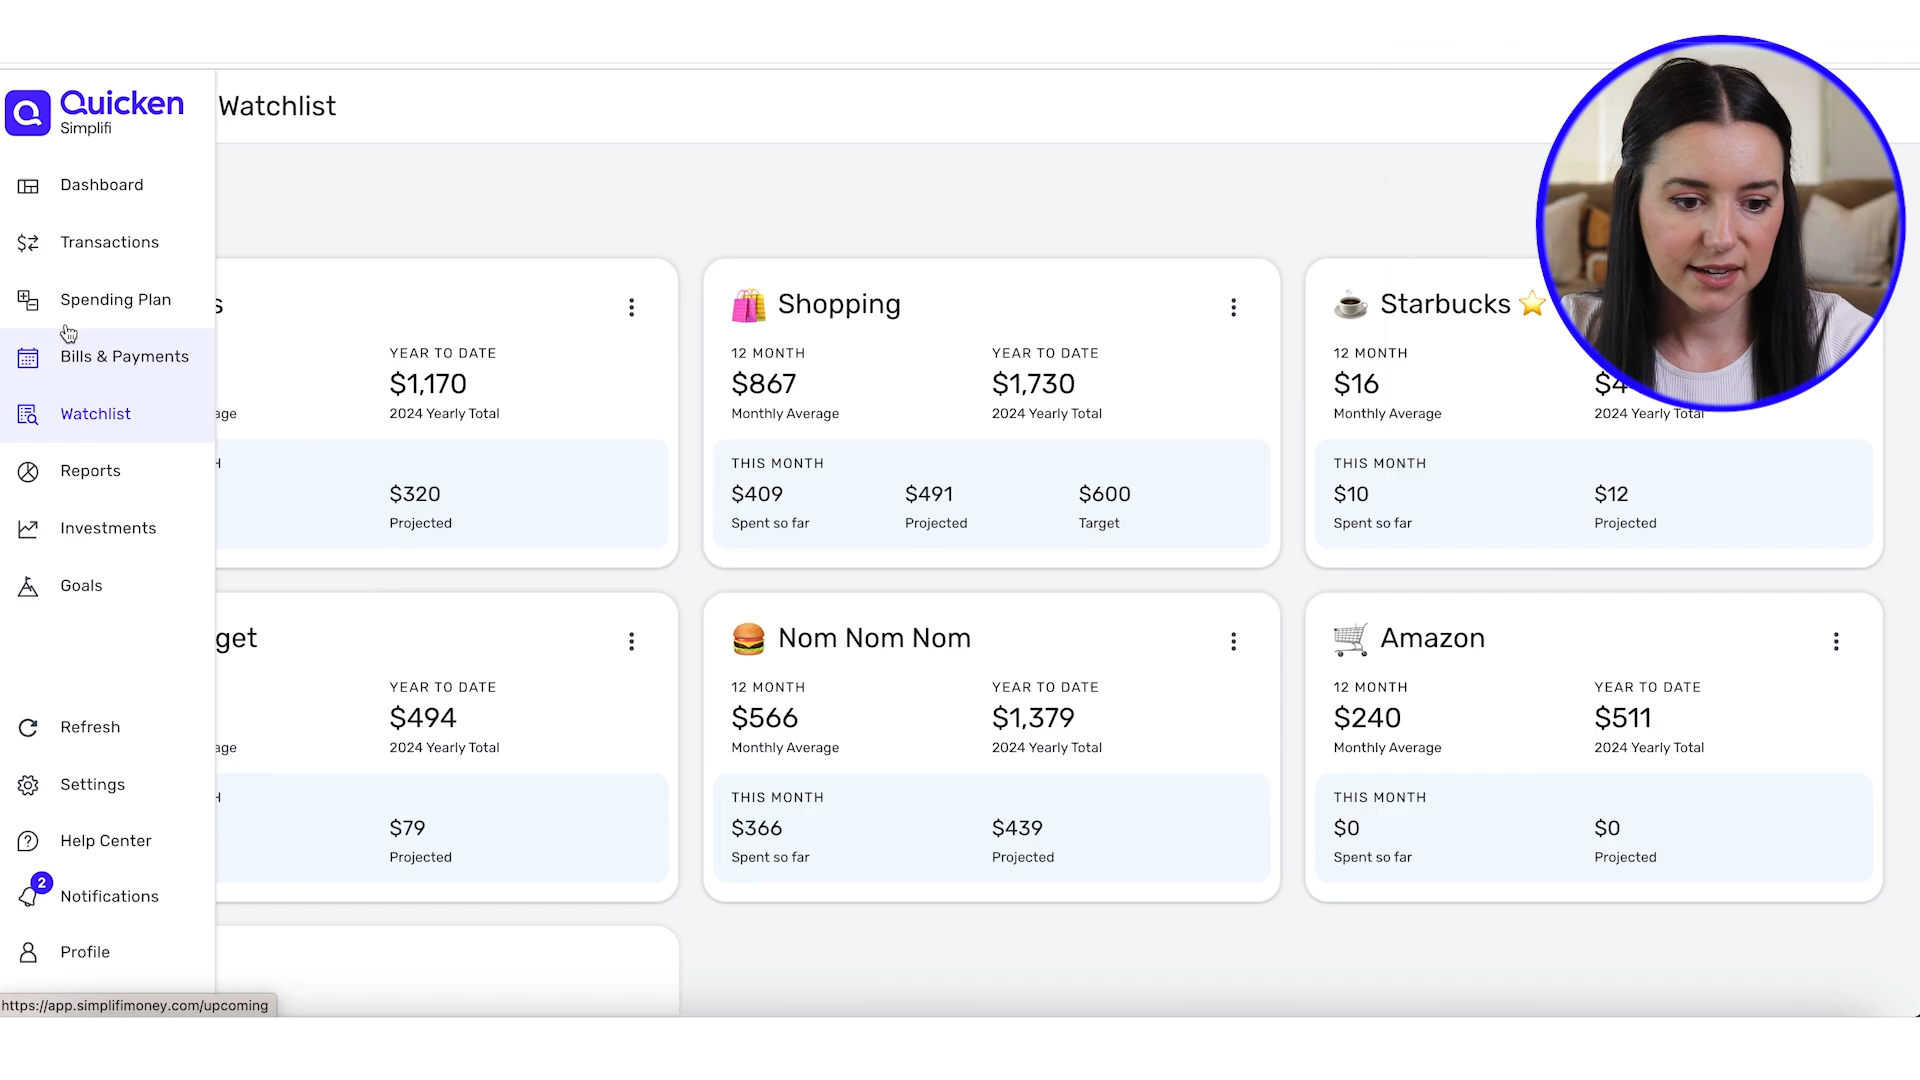 Quicken
Simplifi
Watchlist
Dashboard
Transactions
Spending Plan
Bills & Payments
Watchlist
Reports
Investments
Goals
Refresh
Settings
Help Center
2
Notifications
Profile
https://app.simplifimoney.com/upcoming
s
YEAR TO DATE
$1,170
age
2024 Yearly Total
H
$320
Projected
Shopping
12 MONTH
YEAR TO DATE
$867
$1,730
Monthly Average
2024 Yearly Total
THIS MONTH
$409
$491
$600
Spent so far
Projected
Target
Starbucks
12 MONTH
$16
$4
Monthly Average
2024 Yearly Total
THIS MONTH
$10
$12
Spent so far
Projected
get
YEAR TO DATE
$494
age
2024 Yearly Total
H
$79
Projected
Nom Nom Nom
12 MONTH
YEAR TO DATE
$566
$1,379
Monthly Average
2024 Yearly Total
THIS MONTH
$366
$439
Spent so far
Projected
Amazon
12 MONTH
YEAR TO DATE
$240
$511
Monthly Average
2024 Yearly Total
THIS MONTH
$0
$0
Spent so far
Projected